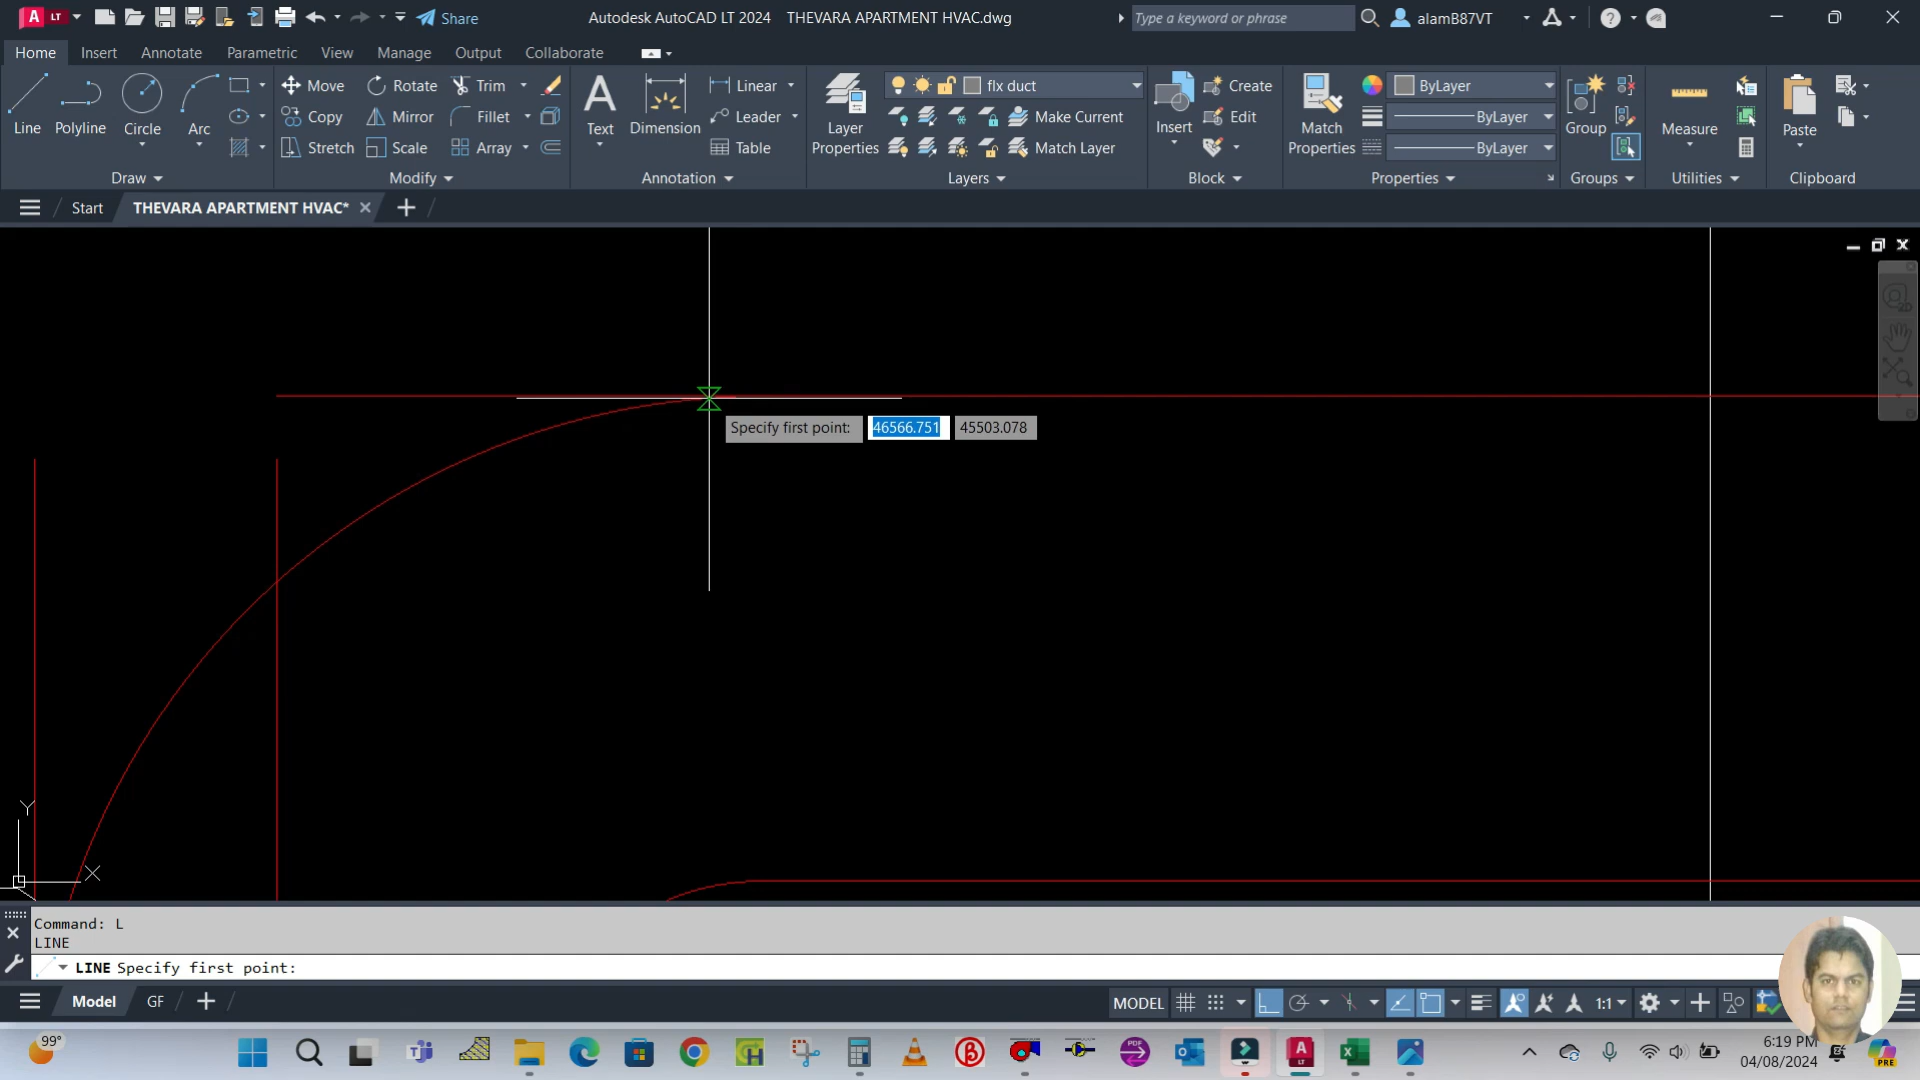 LT
Share
Autodesk AutoCAD LT 2024 THEVARA APARTMENT HVAC.dwg
Type a keyword or phrase
alamB87VT
Home Insert Annotate Parametric View Manage Output Collaborate
Line Polyline Circle Arc
Move Rotate Trim
Copy Mirror Fillet
Stretch Scale Array
Text Dimension
Linear
Leader
Table
Layer Properties
flx duct
Make Current
Match Layer
Insert
Create
Edit
Match Properties
ByLayer
ByLayer
ByLayer
Group
Measure
Paste
Draw Modify Annotation Layers Block Properties Groups Utilities Clipboard
Start THEVARA APARTMENT HVAC*
2D
Specify first point: 46566.751 45503.078
Y
X
Command: L
LINE
LINE Specify first point:
Model GF
MODEL 1:1
99°
6:19 PM
04/08/2024
PDF
PRE